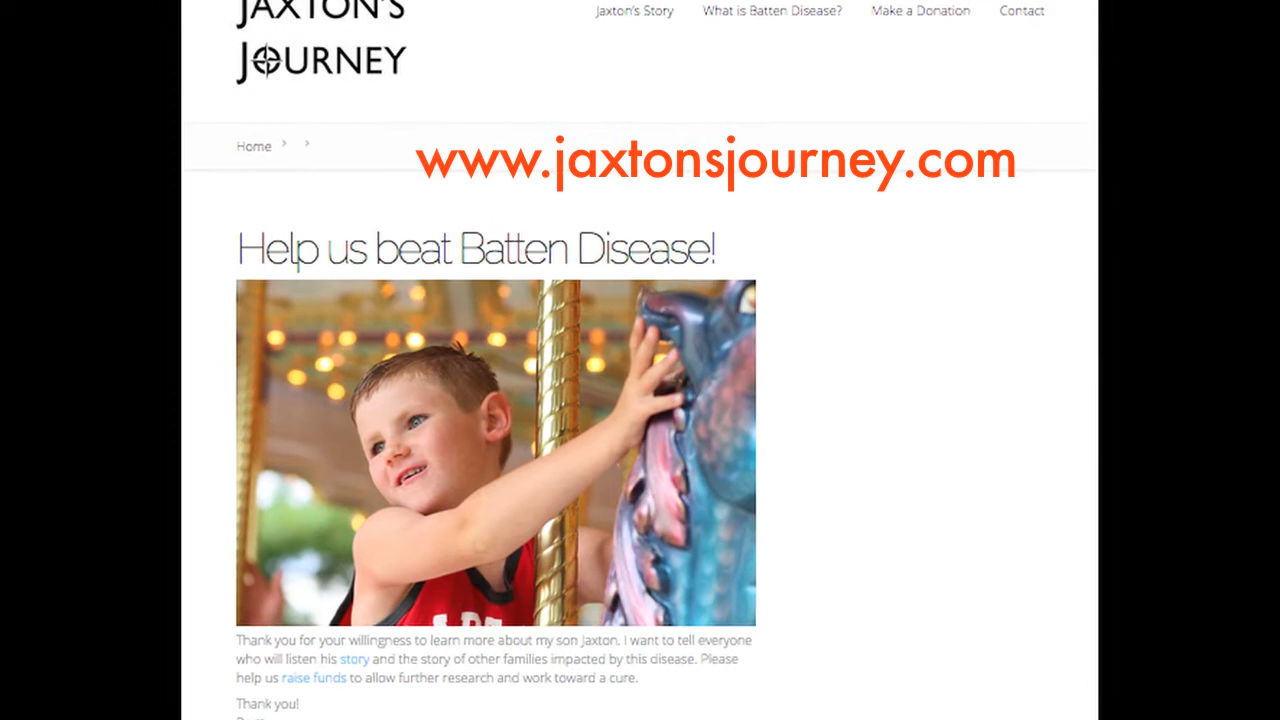 JAXTON'S
JOURNEY
Jaxton's Story What is Batten Disease? Make a Donation Contact
Home
www.jaxtonsjourney.com
Help us beat Batten Disease!
Thank you for your willingness to learn more about my son Jaxton. I want to tell everyone
who will listen his story and the story of other families impacted by this disease. Please
help us raise funds to allow further research and work toward a cure.
Thank you!